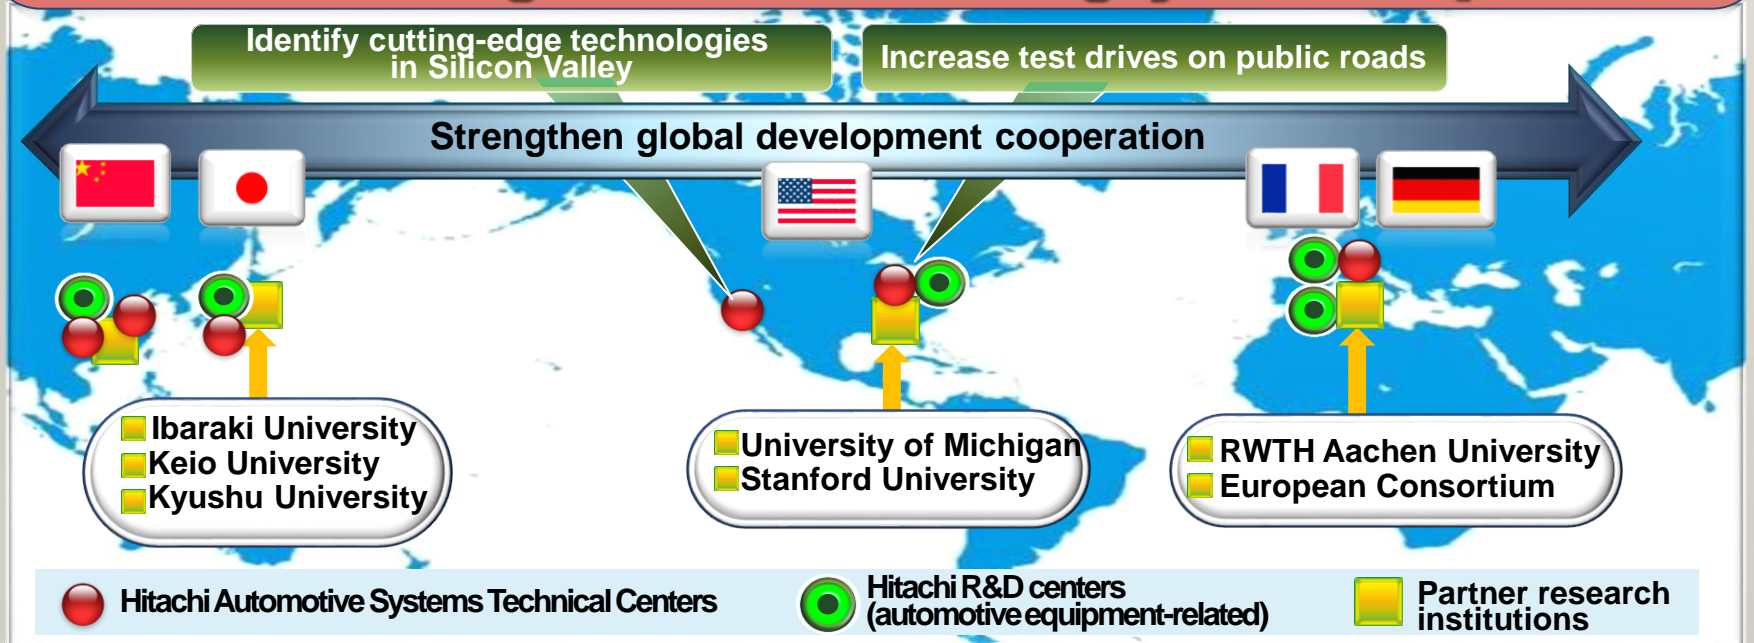 Identify cutting-edge technologies
in Silicon Valley
Increase test drives on public roads
Strengthen global development cooperation
Ibaraki University
Keio University
Kyushu University
University of Michigan
Stanford University
RWTH Aachen University
European Consortium
Hitachi Automotive Systems Technical Centers
Hitachi R&D centers
(automotive equipment-related)
Partner research
institutions